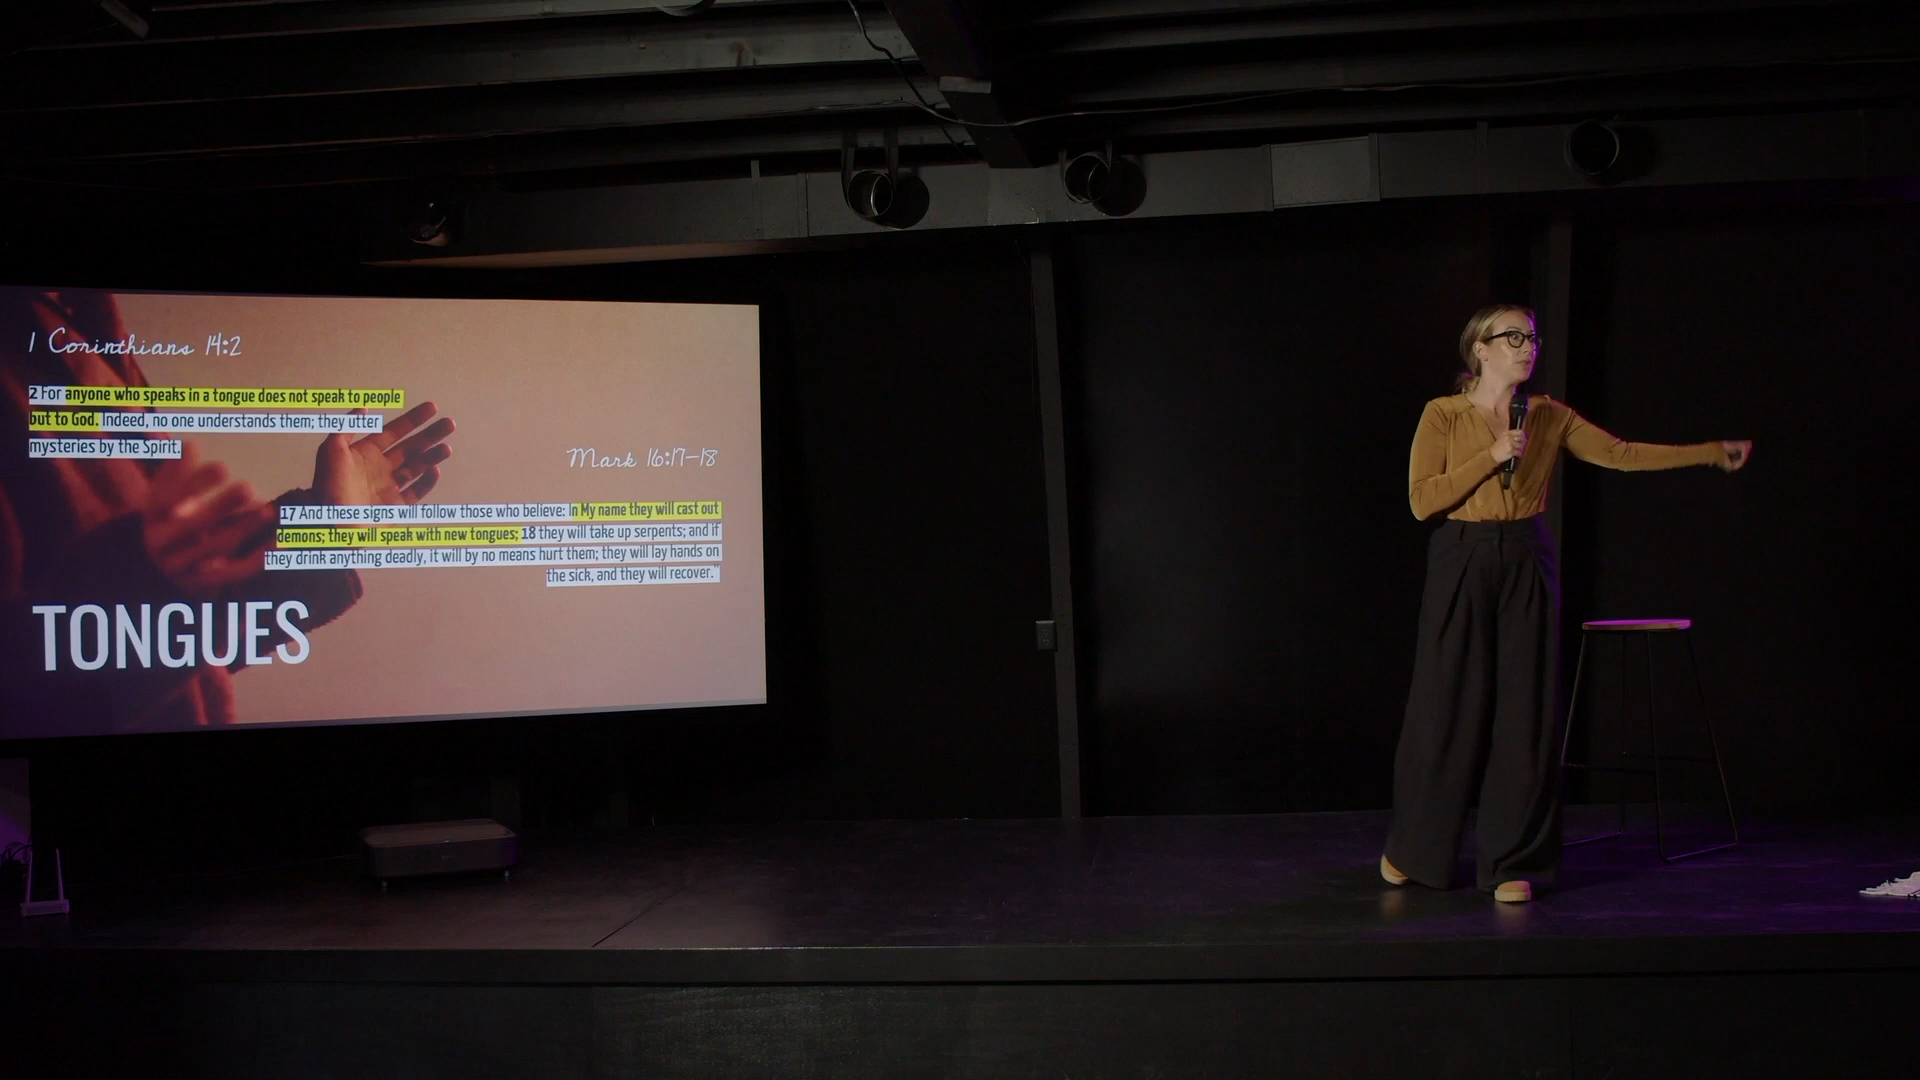 1 Corinthians 14:2
2 For anyone who speaks in a tongue does not speak to people
but to God. Indeed, no one understands them; they utter
mysteries by the Spirit.
Mark 16:17-18
17 And these signs will follow those who believe: In My name they will cast out
demons; they will speak with new tongues; 18 they will take up serpents; and if
they drink anything deadly, it will by no means hurt them; they will lay hands on
the sick, and they will recover."
TONGUES